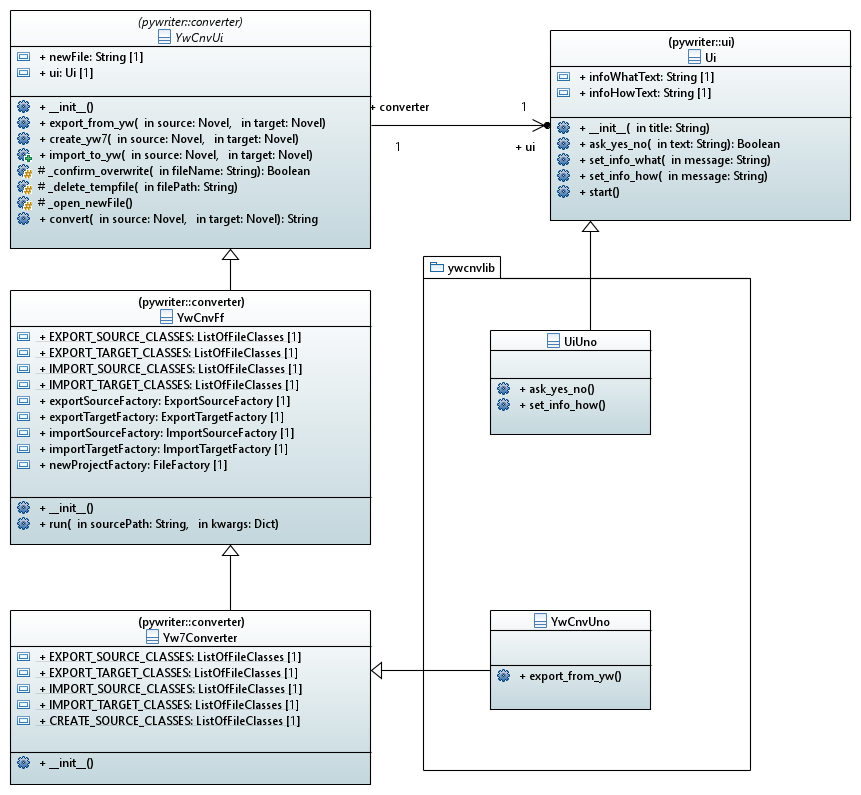 (pywriter::converter)
YwCnvUi
+ newFile: String [1]
+ ui: Ui [1]
+ __init__()
+ export_from_yw( in source: Novel, in target: Novel)
+ create_yw7( in source: Novel, in target: Novel)
+ import_to_yw( in source: Novel, in target: Novel)
# _confirm_overwrite( in fileName: String): Boolean
# _delete_tempfile( in filePath: String)
# _open_newFile()
+ convert( in source: Novel, in target: Novel): String
+ converter
1
1
+ ui
(pywriter::ui)
Ui
+ infoWhatText: String [1]
+ infoHowText: String [1]
+ __init__( in title: String)
+ ask_yes_no( in text: String): Boolean
+ set_info_what( in message: String)
+ set_info_how( in message: String)
+ start()
(pywriter::converter)
YwCnvFf
+ EXPORT_SOURCE_CLASSES: ListOfFileClasses [1]
+ EXPORT_TARGET_CLASSES: ListOfFileClasses [1]
+ IMPORT_SOURCE_CLASSES: ListOfFileClasses [1]
+ IMPORT_TARGET_CLASSES: ListOfFileClasses [1]
+ exportSourceFactory: ExportSourceFactory [1]
+ exportTargetFactory: ExportTargetFactory [1]
+ importSourceFactory: ImportSourceFactory [1]
+ importTargetFactory: ImportTargetFactory [1]
+ newProjectFactory: FileFactory [1]
+ __init__()
+ run( in sourcePath: String, in kwargs: Dict)
ywcnvlib
UiUno
+ ask_yes_no()
+ set_info_how()
(pywriter::converter)
Yw7Converter
+ EXPORT_SOURCE_CLASSES: ListOfFileClasses [1]
+ EXPORT_TARGET_CLASSES: ListOfFileClasses [1]
+ IMPORT_SOURCE_CLASSES: ListOfFileClasses [1]
+ IMPORT_TARGET_CLASSES: ListOfFileClasses [1]
+ CREATE_SOURCE_CLASSES: ListOfFileClasses [1]
+ __init__()
YwCnvUno
+ export_from_yw()